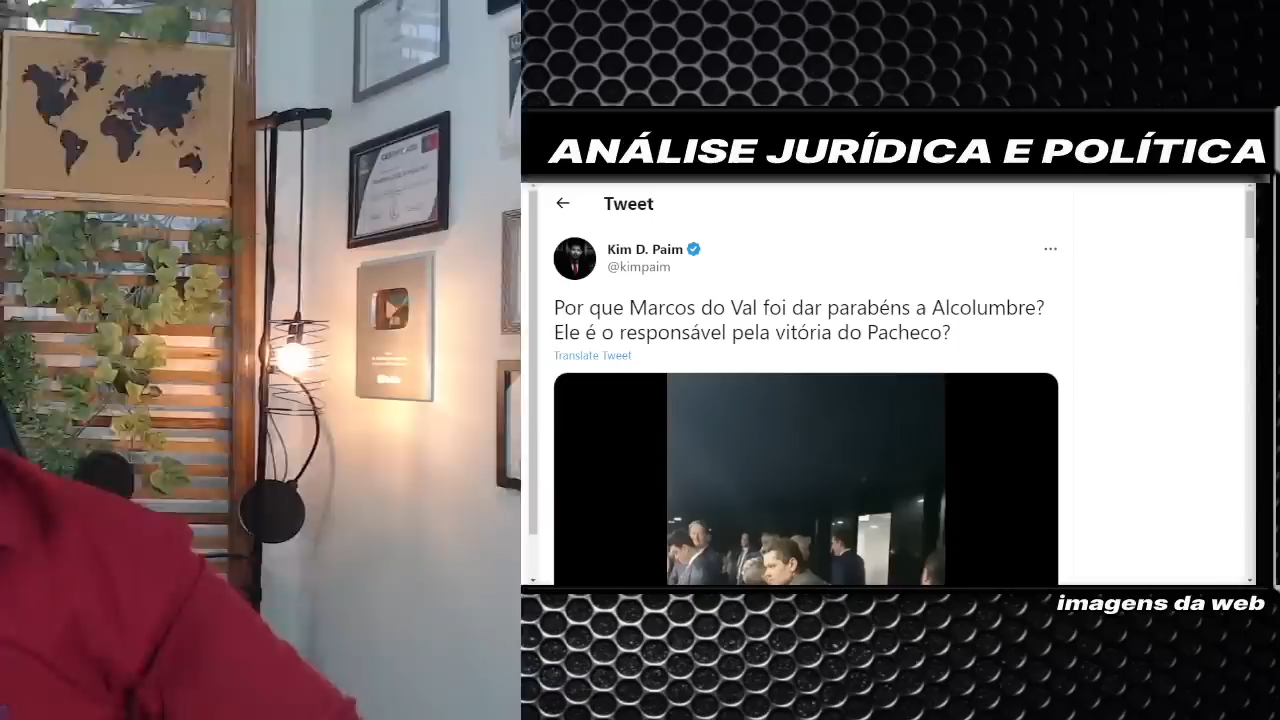 ANÁLISE JURÍDICA E POLÍTICA
Tweet
Kim D. Paim
@kimpaim
Por que Marcos do Val foi dar parabéns a Alcolumbre?
Ele é o responsável pela vitória do Pacheco?
Translate Tweet
imagens da web